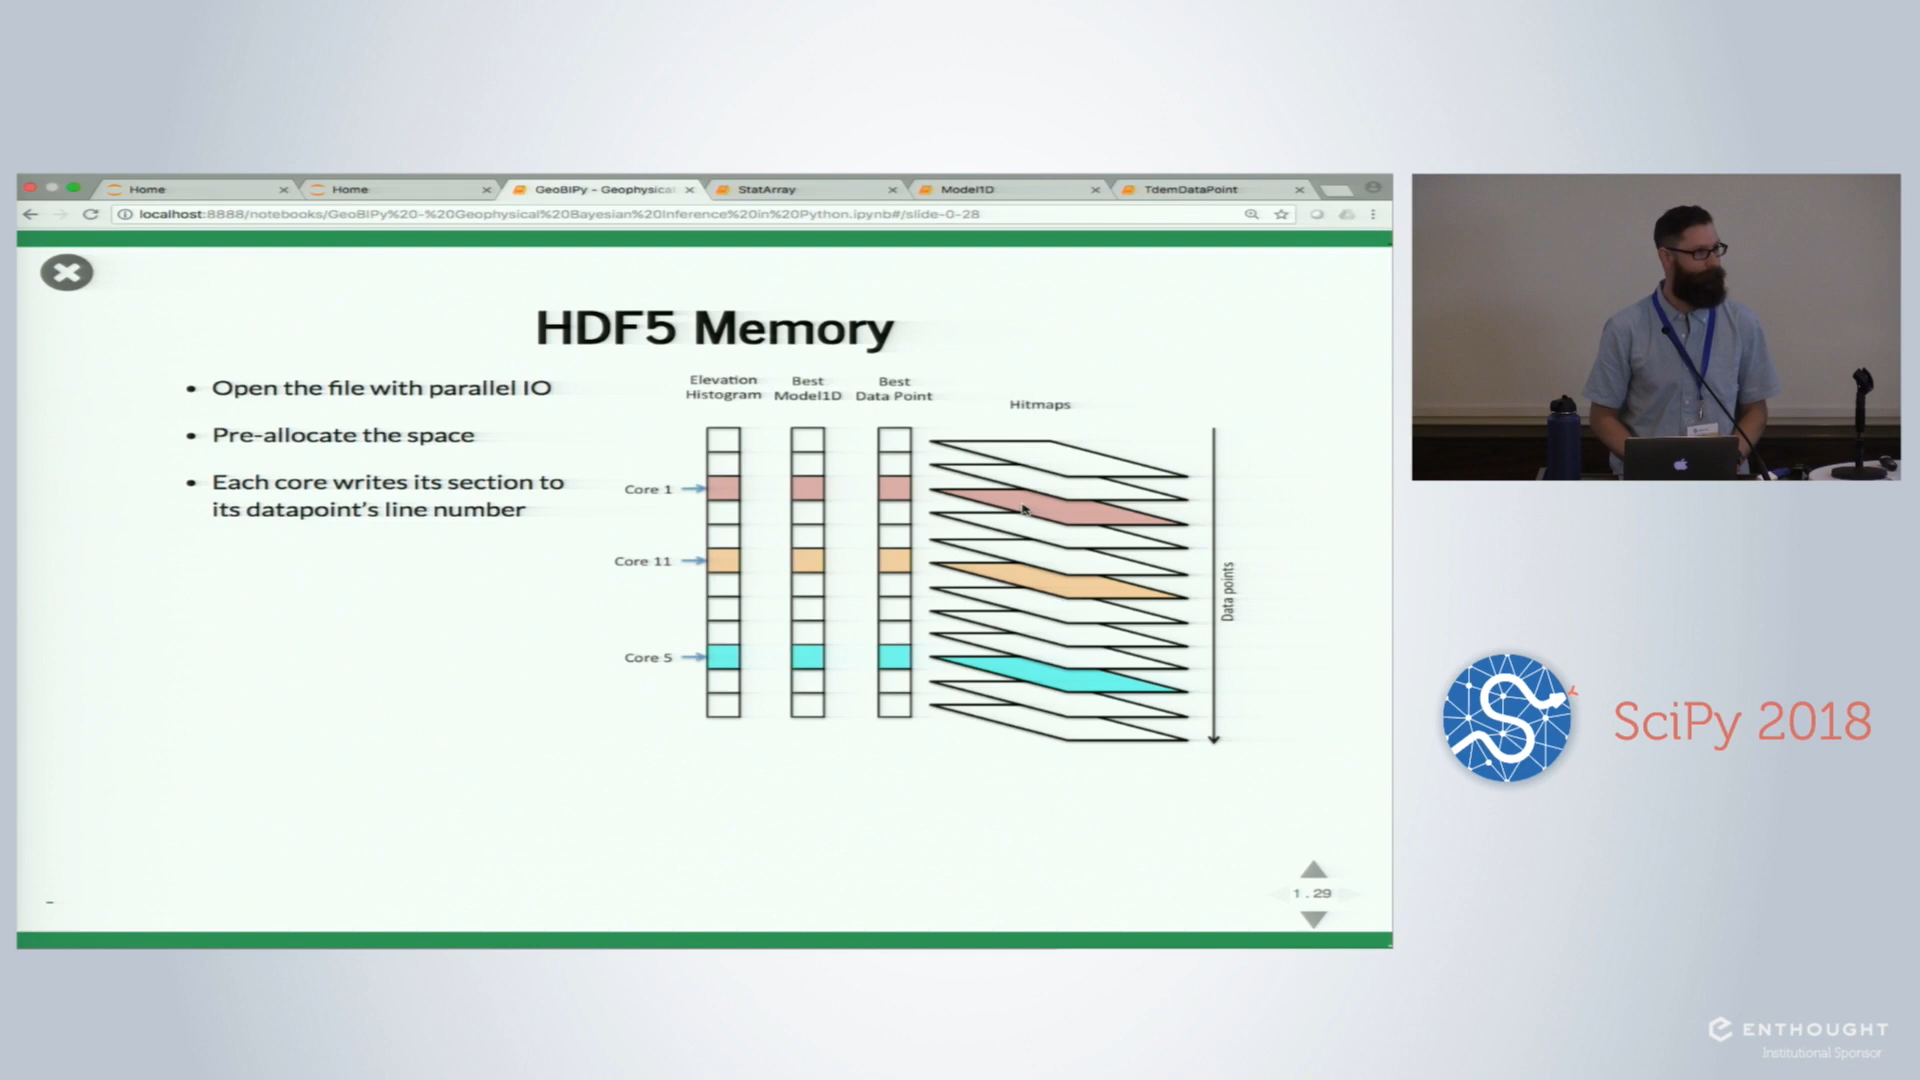 Home
Home
GeoBIPy - Geophysical
StatArray
Model1D
TdemDataPoint
localhost:8888/notebooks/GeoBIPy%20-%20Geophysical%20Bayesian%20Inference%20in%20Python.ipynb#/slide-0-28
HDF5 Memory
• Open the file with parallel IO
• Pre-allocate the space
• Each core writes its section to
its datapoint's line number
Elevation
Histogram
Best
Model1D
Best
Data Point
Hitmaps
Core 1
Core 11
Core 5
Data points
1 . 29
SciPy 2018
ENTHOUGHT
Institutional Sponsor